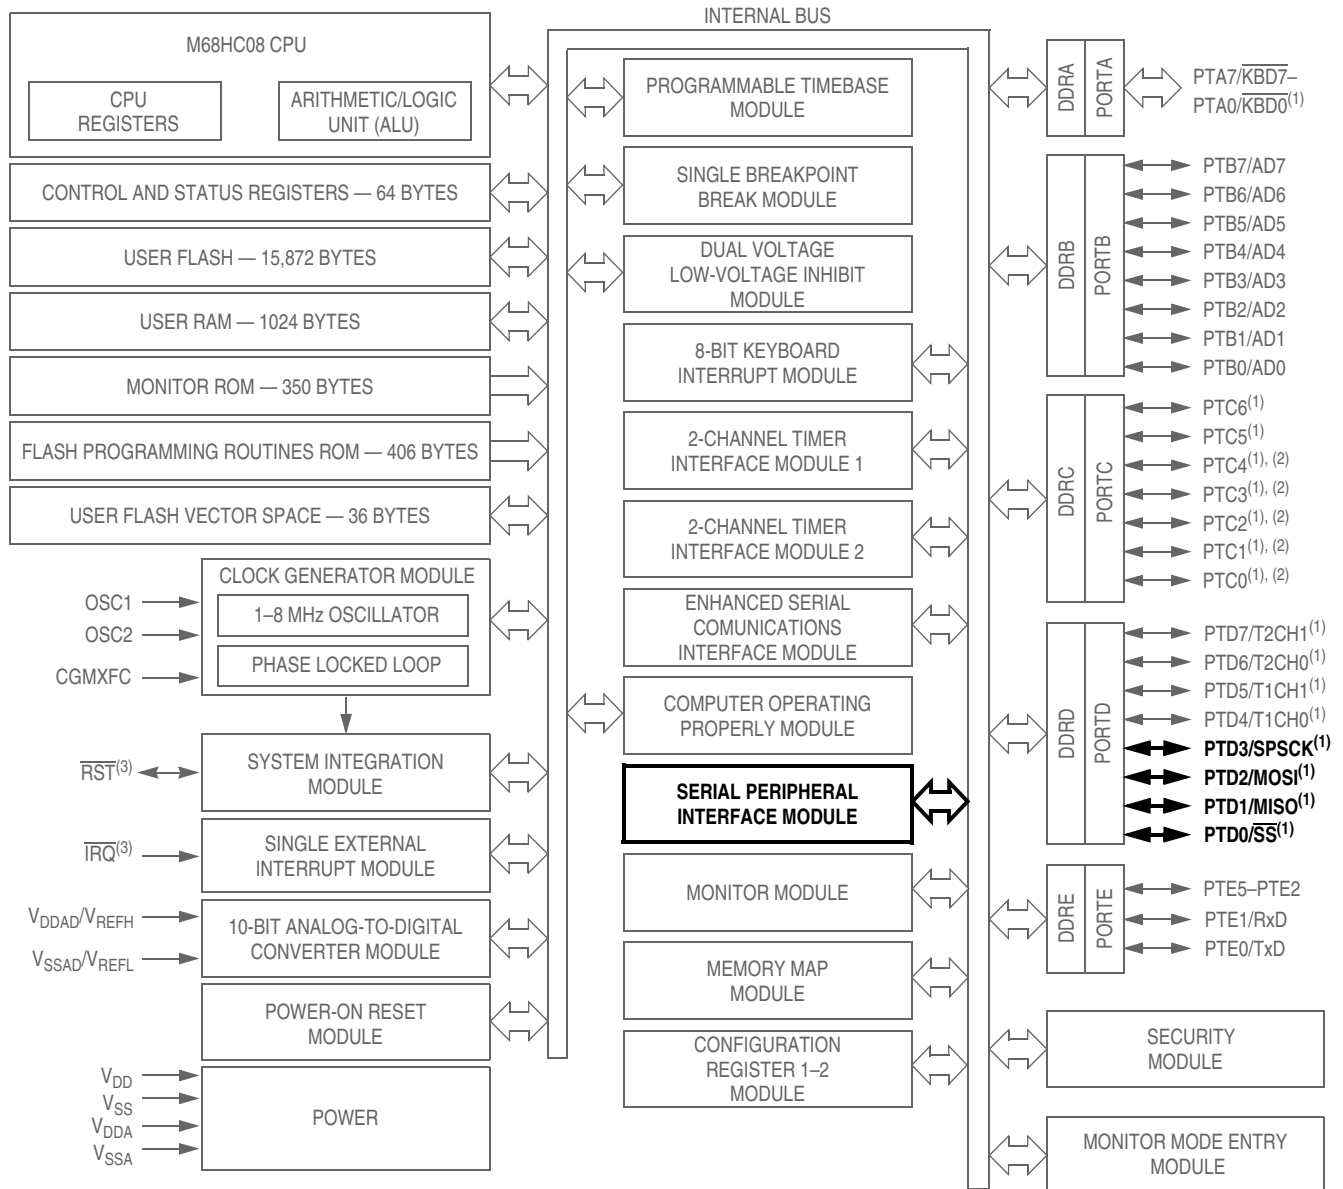 INTERNAL BUS
M68HC08 CPU
CPU
REGISTERS
ARITHMETIC/LOGIC
UNIT (ALU)
CONTROL AND STATUS REGISTERS — 64 BYTES
USER FLASH — 15,872 BYTES
USER RAM — 1024 BYTES
MONITOR ROM — 350 BYTES
FLASH PROGRAMMING ROUTINES ROM — 406 BYTES
USER FLASH VECTOR SPACE — 36 BYTES
CLOCK GENERATOR MODULE
1–8 MHz OSCILLATOR
PHASE LOCKED LOOP
OSC1
OSC2
CGMXFC
SYSTEM INTEGRATION
MODULE
RST(3)
SINGLE EXTERNAL
INTERRUPT MODULE
IRQ(3)
10-BIT ANALOG-TO-DIGITAL
CONVERTER MODULE
VDDAD/VREFH
VSSAD/VREFL
POWER-ON RESET
MODULE
POWER
VDD
VSS
VDDA
VSSA
PROGRAMMABLE TIMEBASE
MODULE
SINGLE BREAKPOINT
BREAK MODULE
DUAL VOLTAGE
LOW-VOLTAGE INHIBIT
MODULE
8-BIT KEYBOARD
INTERRUPT MODULE
2-CHANNEL TIMER
INTERFACE MODULE 1
2-CHANNEL TIMER
INTERFACE MODULE 2
ENHANCED SERIAL
COMUNICATIONS
INTERFACE MODULE
COMPUTER OPERATING
PROPERLY MODULE
SERIAL PERIPHERAL
INTERFACE MODULE
MONITOR MODULE
MEMORY MAP
MODULE
CONFIGURATION
REGISTER 1–2
MODULE
DDRA
PORTA
PTA7/KBD7–
PTA0/KBD0(1)
DDRB
PORTB
PTB7/AD7
PTB6/AD6
PTB5/AD5
PTB4/AD4
PTB3/AD3
PTB2/AD2
PTB1/AD1
PTB0/AD0
DDRC
PORTC
PTC6(1)
PTC5(1)
PTC4(1), (2)
PTC3(1), (2)
PTC2(1), (2)
PTC1(1), (2)
PTC0(1), (2)
DDRD
PORTD
PTD7/T2CH1(1)
PTD6/T2CH0(1)
PTD5/T1CH1(1)
PTD4/T1CH0(1)
PTD3/SPSCK(1)
PTD2/MOSI(1)
PTD1/MISO(1)
PTD0/SS(1)
DDRE
PORTE
PTE5–PTE2
PTE1/RxD
PTE0/TxD
SECURITY
MODULE
MONITOR MODE ENTRY
MODULE